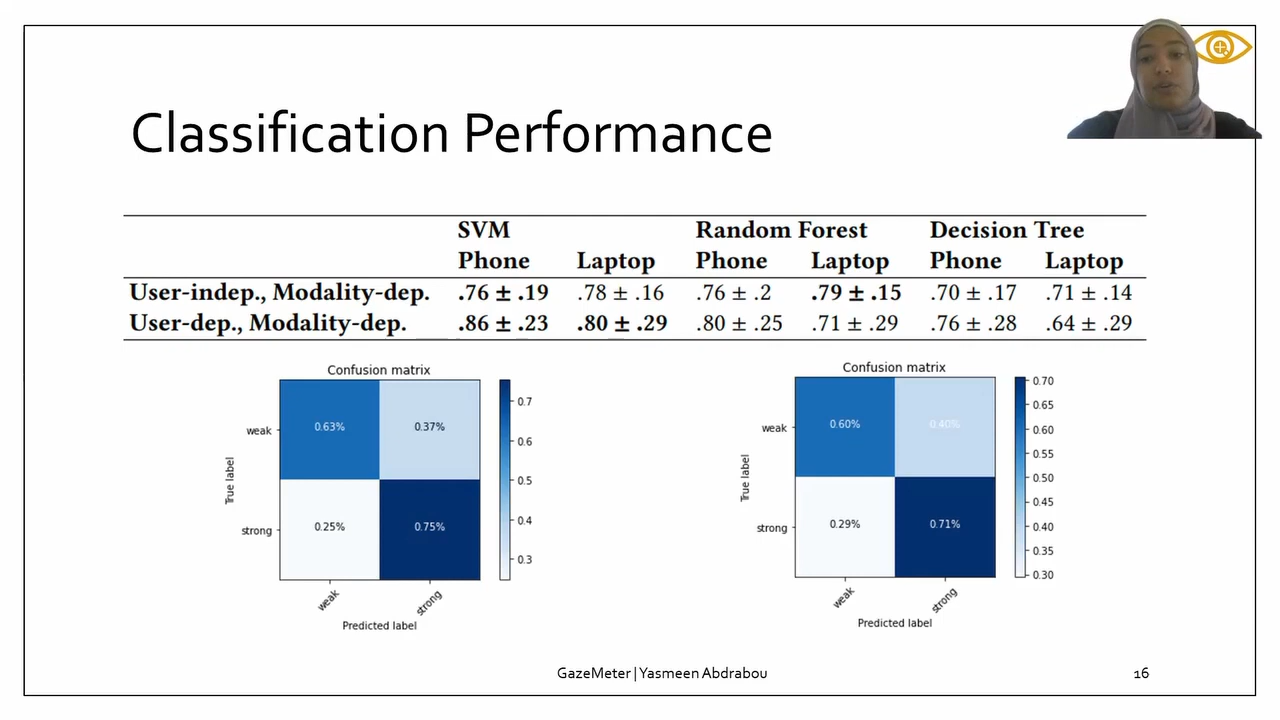 Classification Performance
SVM Random Forest Decision Tree
Phone Laptop Phone Laptop Phone Laptop
User-indep., Modality-dep. .76 ± .19 .78 ± .16 .76 ± .2 .79 ± .15 .70 ± .17 .71 ± .14
User-dep., Modality-dep. .86 ± .23 .80 ± .29 .80 ± .25 .71 ± .29 .76 ± .28 .64 ± .29
Confusion matrix
weak
strong
True label
0.63% 0.37%
0.25% 0.75%
weak strong
Predicted label
0.7
0.6
0.5
0.4
0.3
Confusion matrix
weak
strong
True label
0.60% 0.40%
0.29% 0.71%
weak strong
Predicted label
0.70
0.65
0.60
0.55
0.50
0.45
0.40
0.35
0.30
GazeMeter | Yasmeen Abdrabou
16